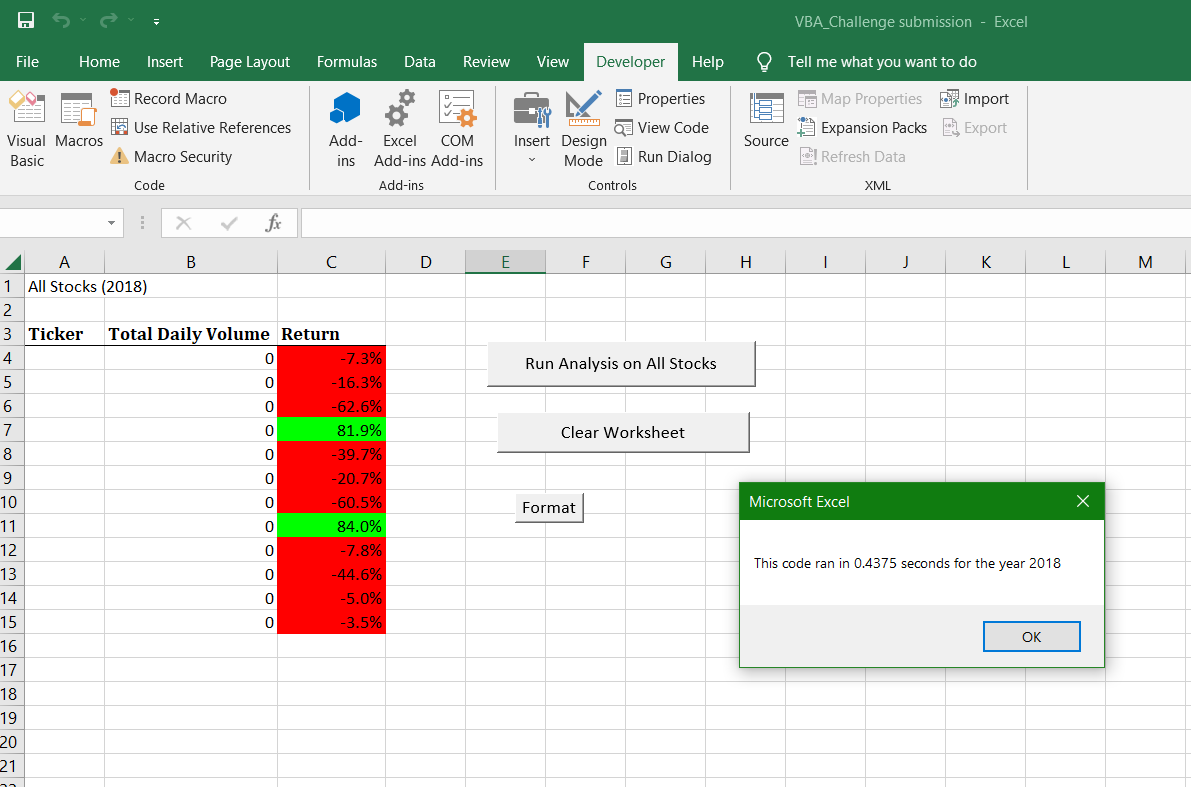 VBA_Challenge submission - Excel
File Home Insert Page Layout Formulas Data Review View Developer Help Tell me what you want to do
Visual Basic
Macros
Record Macro
Use Relative References
Macro Security
Code
Add-ins
Excel Add-ins
COM Add-ins
Add-ins
Insert
Design Mode
Properties
View Code
Run Dialog
Controls
Source
Map Properties
Expansion Packs
Refresh Data
Import
Export
XML
fx
A B C D E F G H I J K L M
1 All Stocks (2018)
2
3 Ticker Total Daily Volume Return
4 0 -7.3%
5 0 -16.3%
6 0 -62.6%
7 0 81.9%
8 0 -39.7%
9 0 -20.7%
10 0 -60.5%
11 0 84.0%
12 0 -7.8%
13 0 -44.6%
14 0 -5.0%
15 0 -3.5%
16
17
18
19
20
21
22
Run Analysis on All Stocks
Clear Worksheet
Format
Microsoft Excel
This code ran in 0.4375 seconds for the year 2018
OK